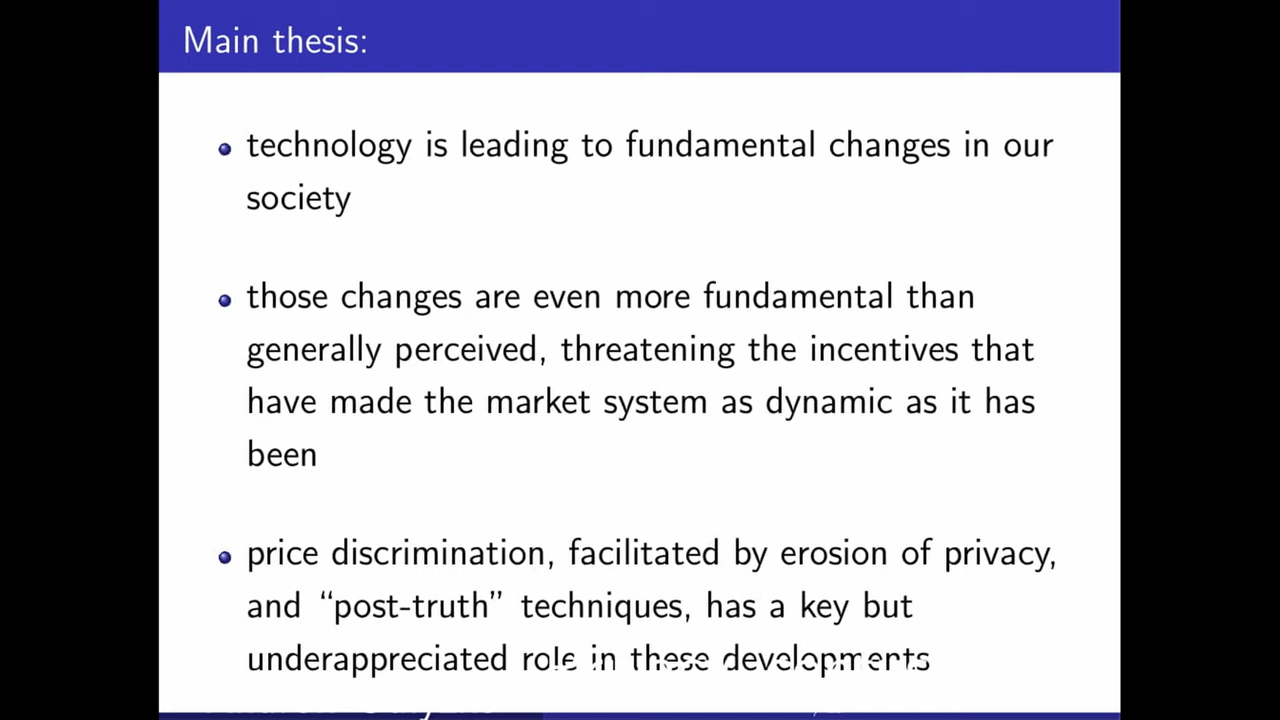 Main thesis:
technology is leading to fundamental changes in our
society
those changes are even more fundamental than
generally perceived, threatening the incentives that
have made the market system as dynamic as it has
been
price discrimination, facilitated by erosion of privacy,
and “post-truth” techniques, has a key but
underappreciated role in these developments